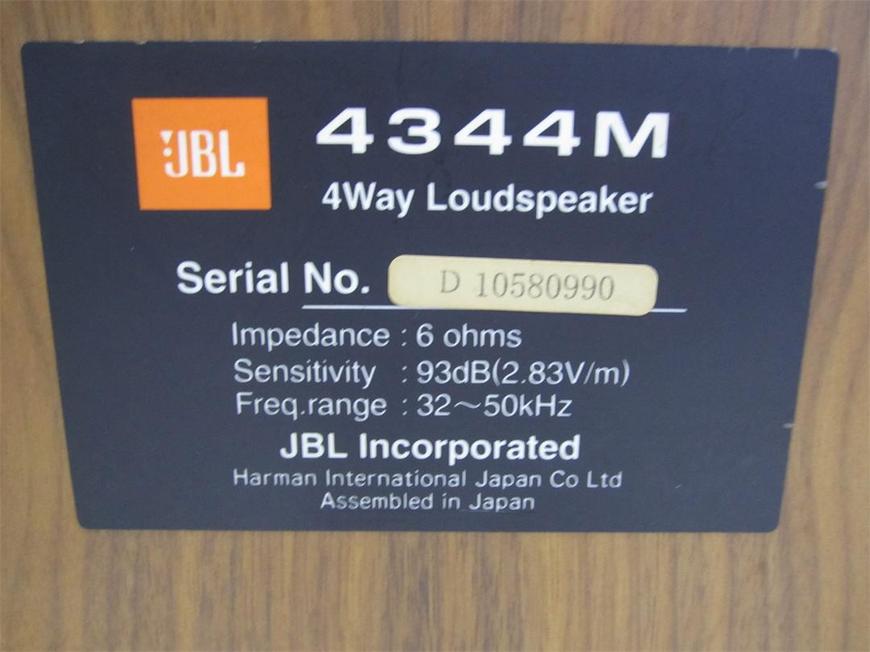 JBL
4344M
4Way Loudspeaker
Serial No. D 10580990
Impedance : 6 ohms
Sensitivity : 93dB(2.83V/m)
Freq.range : 32～50kHz
JBL Incorporated
Harman International Japan Co Ltd
Assembled in Japan